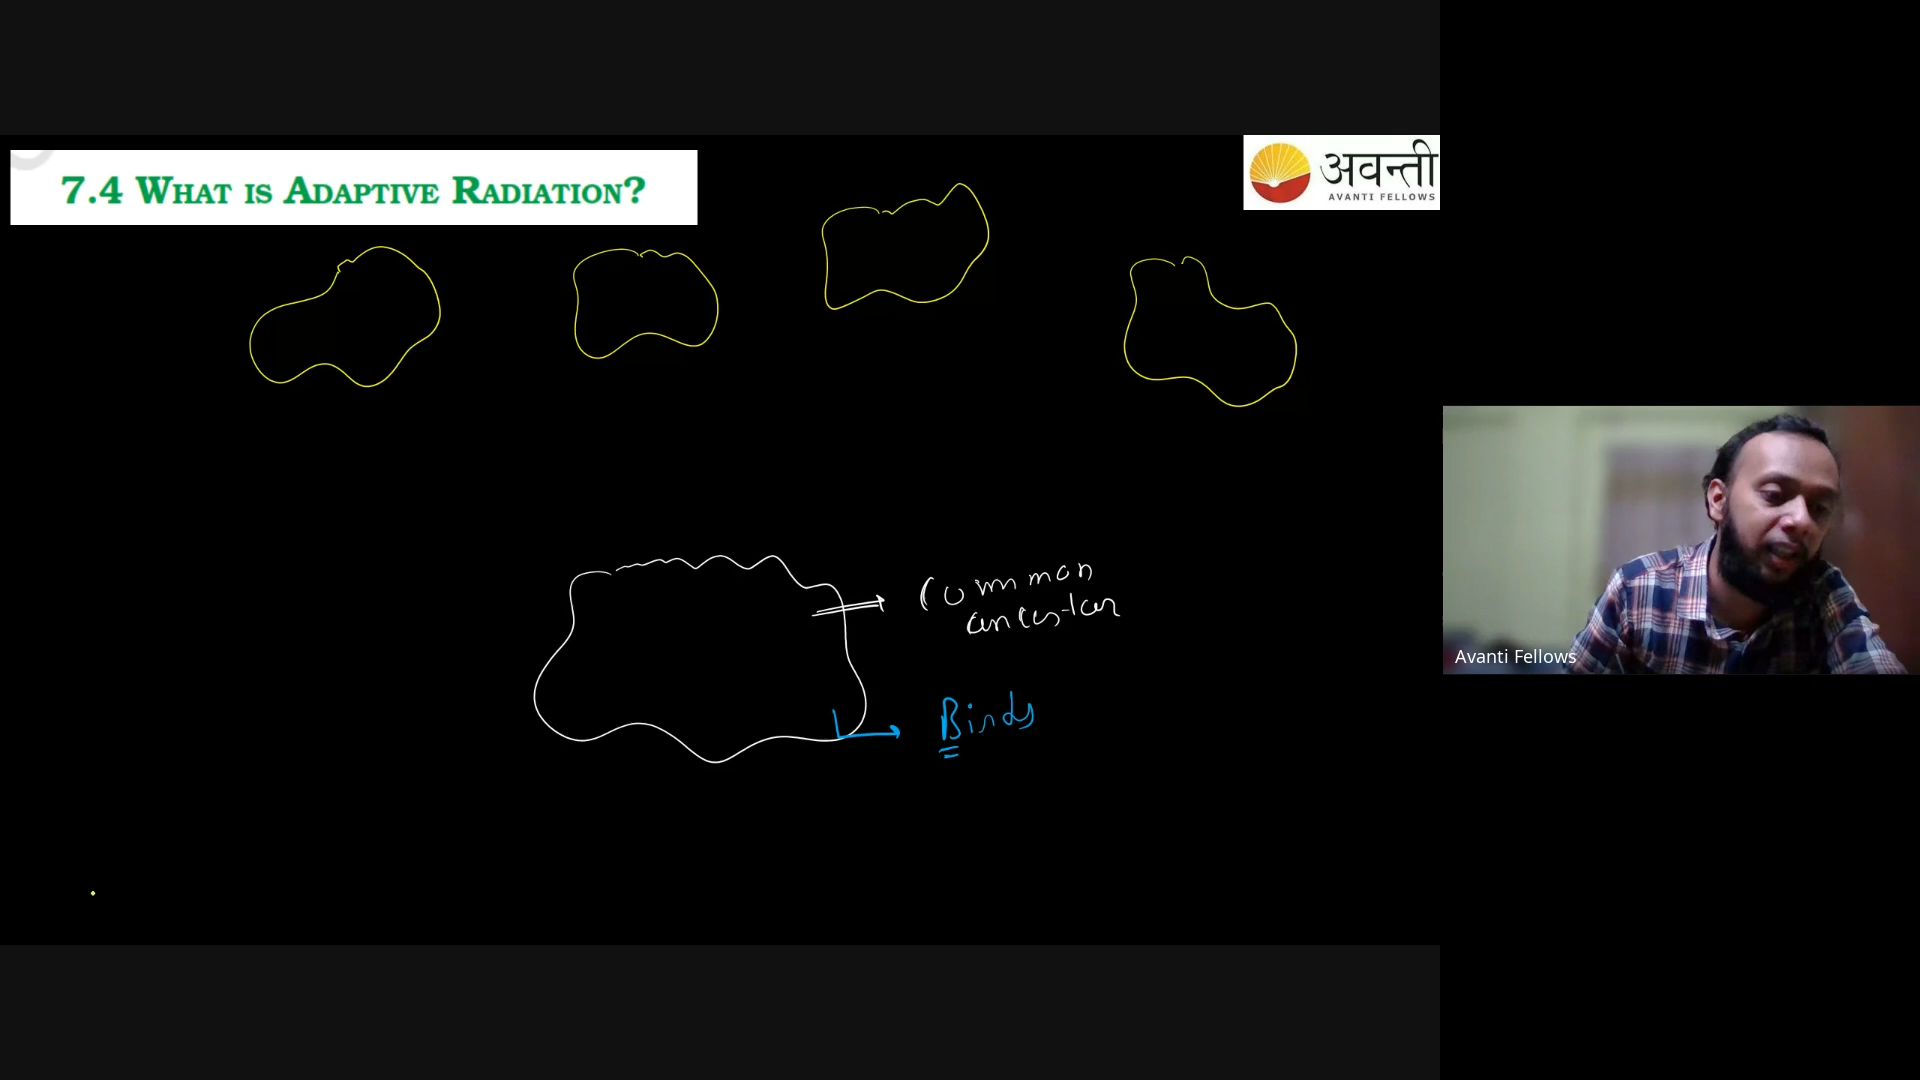 7.4 WHAT IS ADAPTIVE RADIATION?
अवन्ती
AVANTI FELLOWS
Common
ancestor
Birds
Avanti Fellows